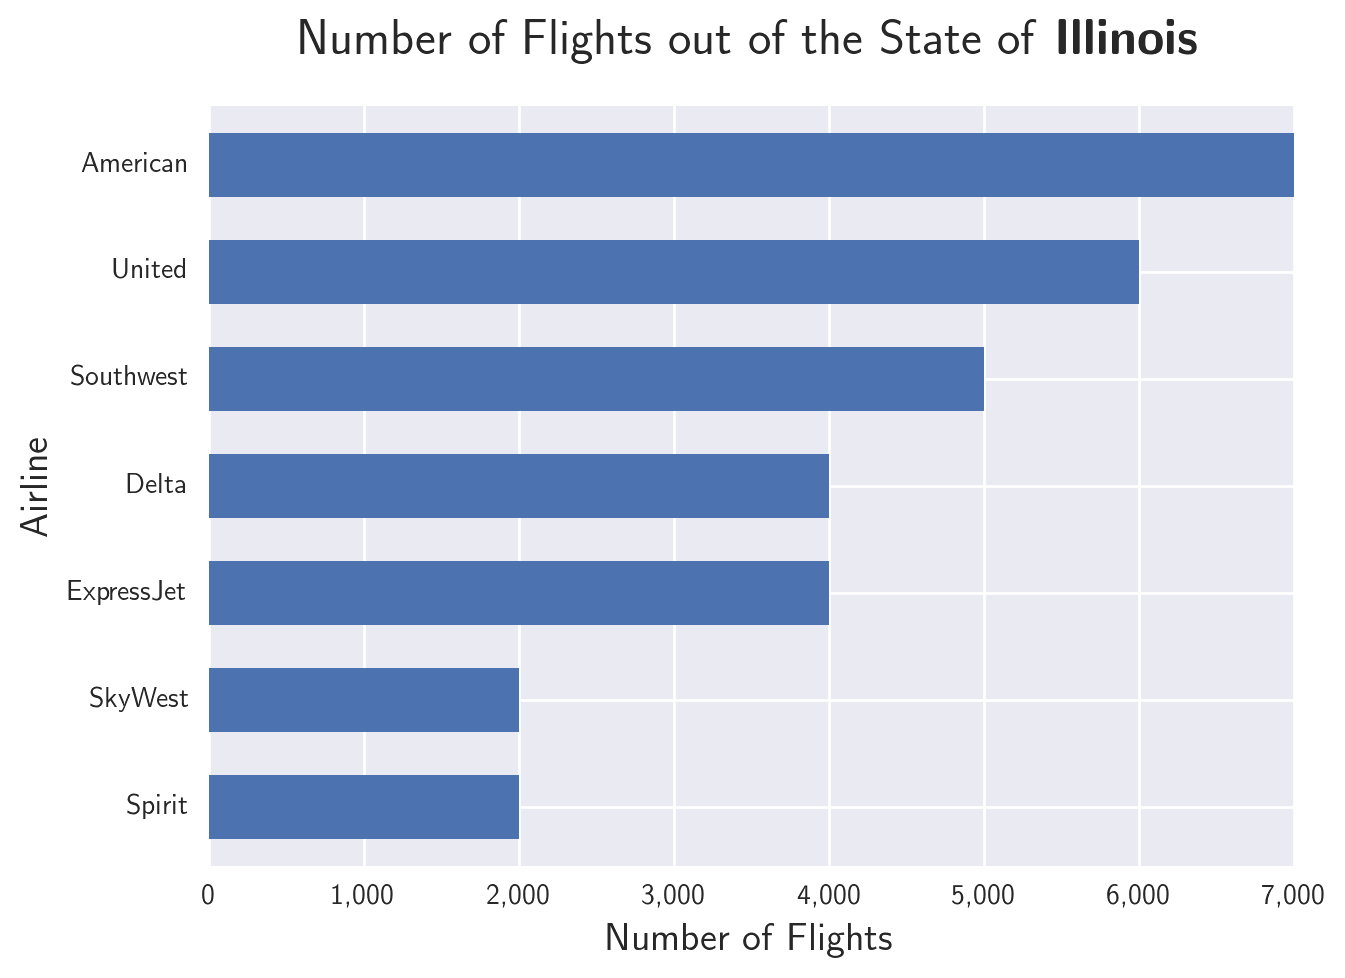 Number of Flights out of the State of Illinois
American
United
Southwest
Delta
ExpressJet
SkyWest
Spirit
Airline
0 1,000 2,000 3,000 4,000 5,000 6,000 7,000
Number of Flights